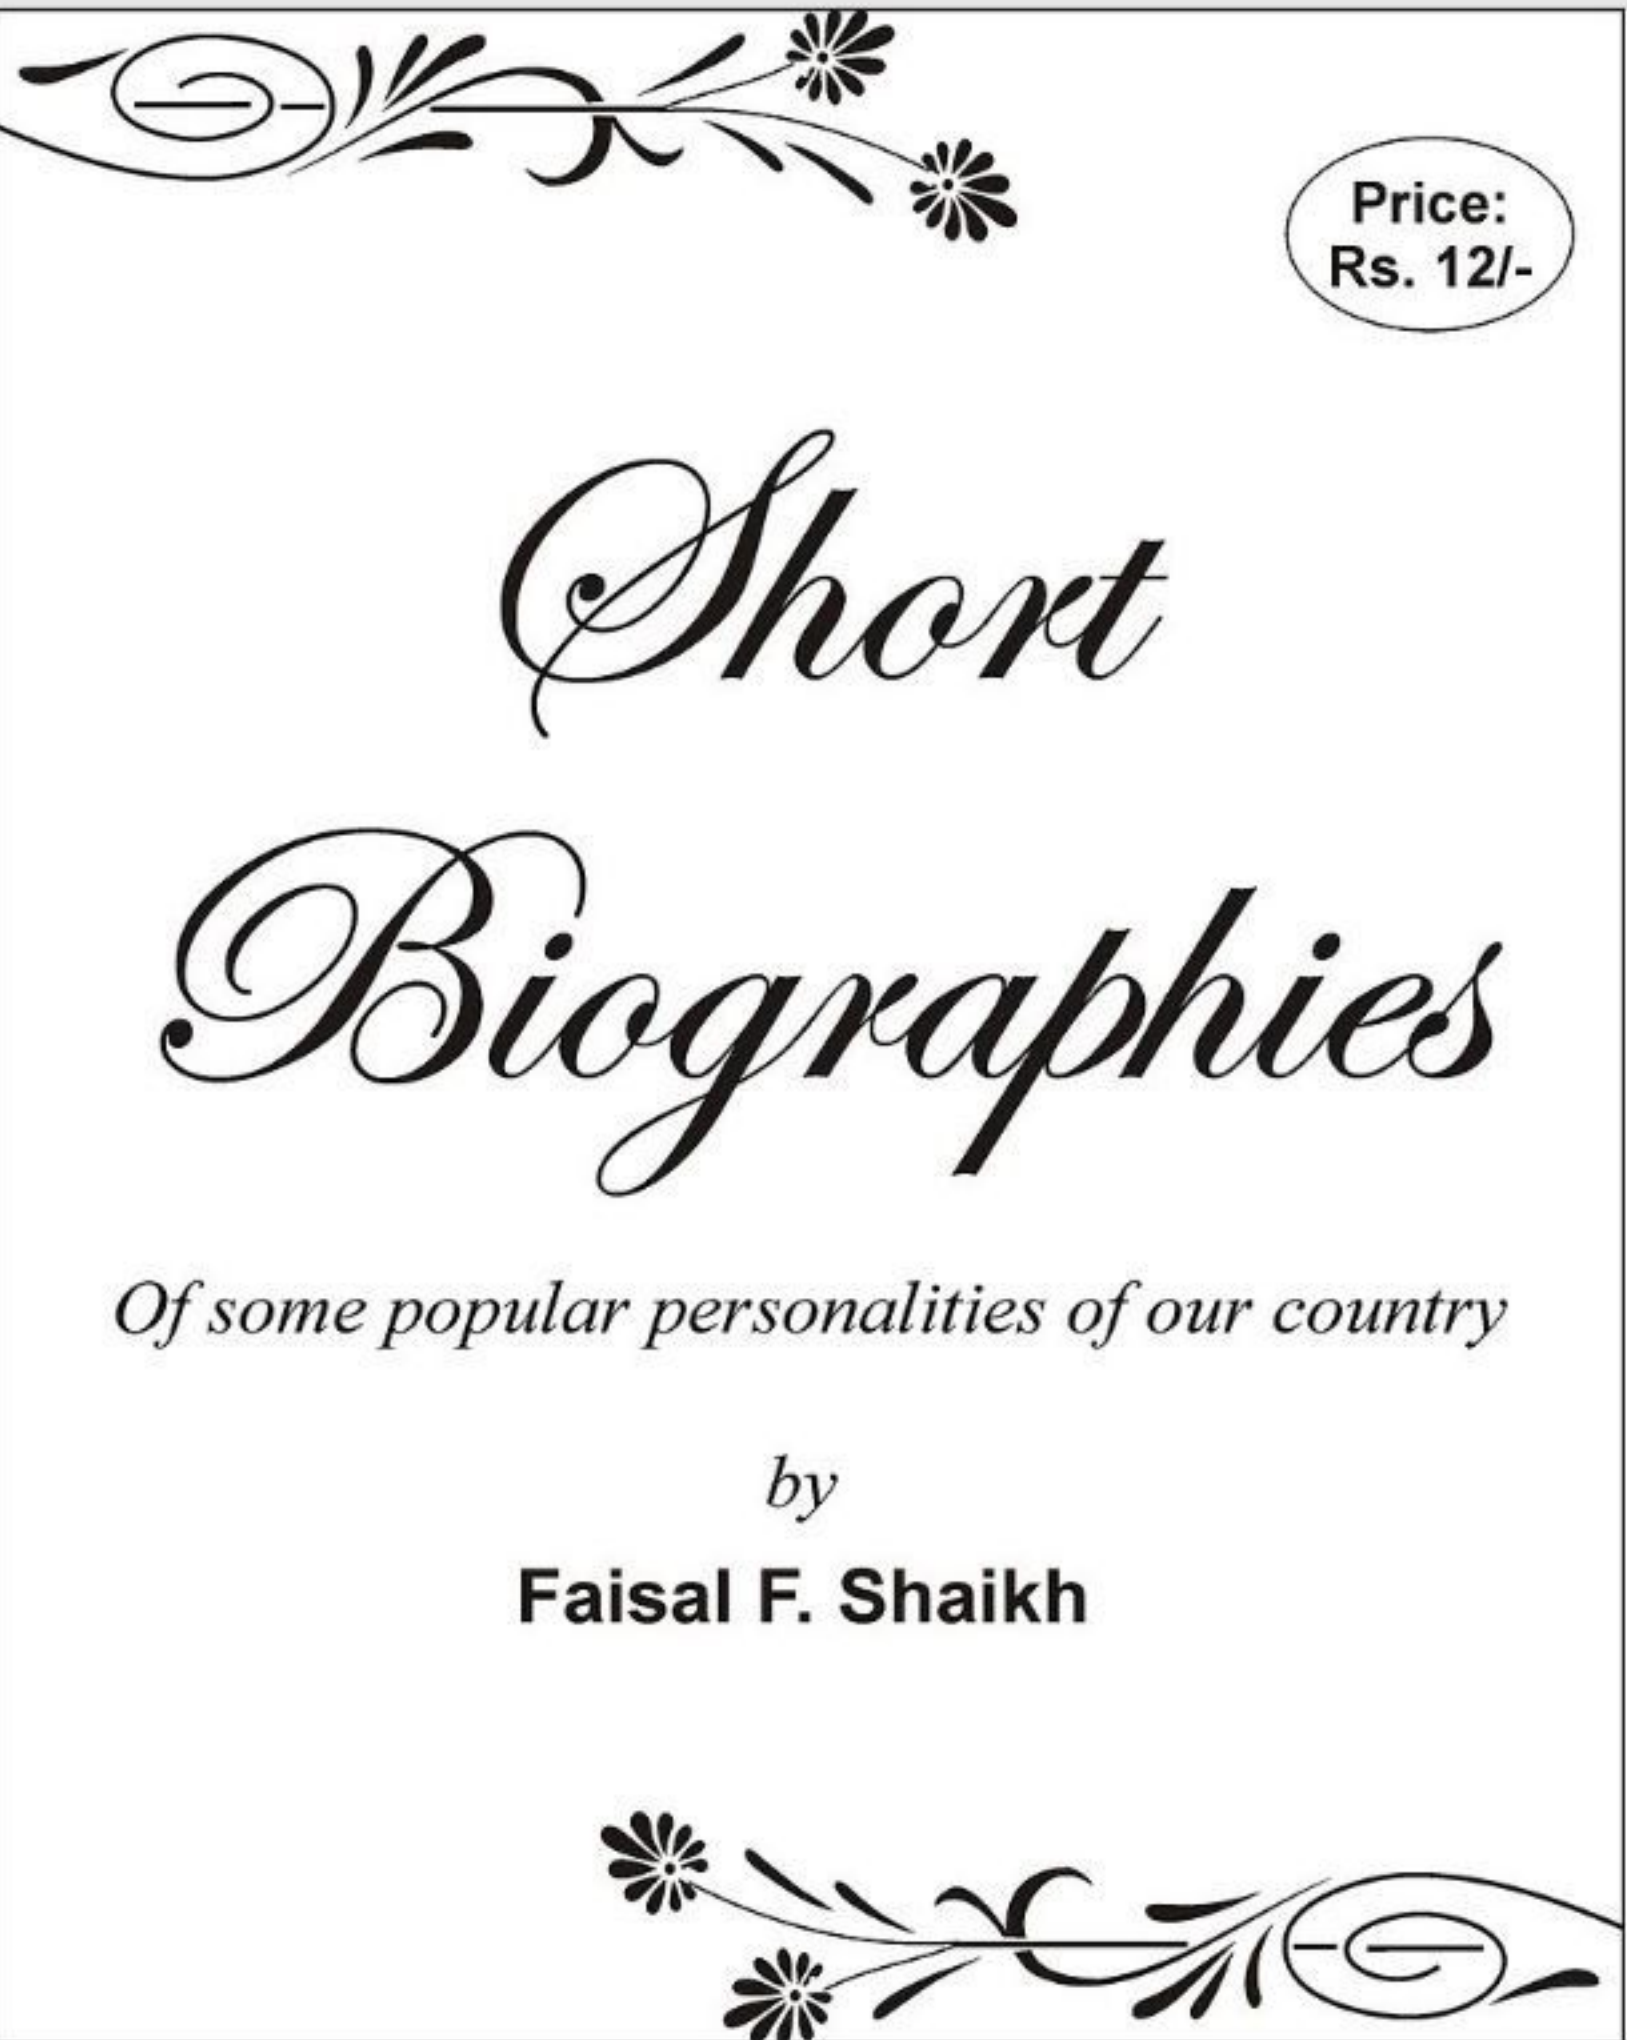 Price:
Rs. 12/-
Short
Biographies
Of some popular personalities of our country
by
Faisal F. Shaikh